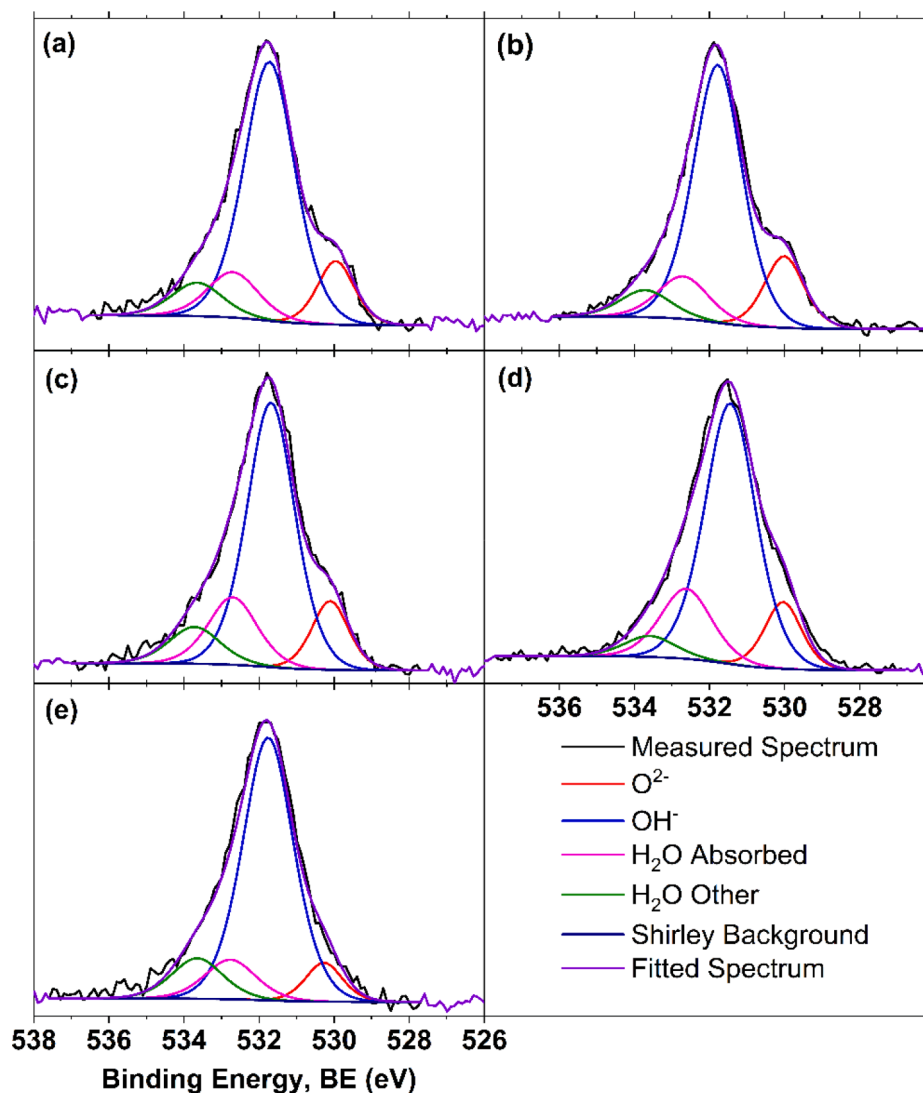 (a)
(b)
(c)
(d)
536 534 532 530 528
(e)
Measured Spectrum
O²⁻
OH⁻
H₂O Absorbed
H₂O Other
Shirley Background
Fitted Spectrum
538 536 534 532 530 528 526
Binding Energy, BE (eV)